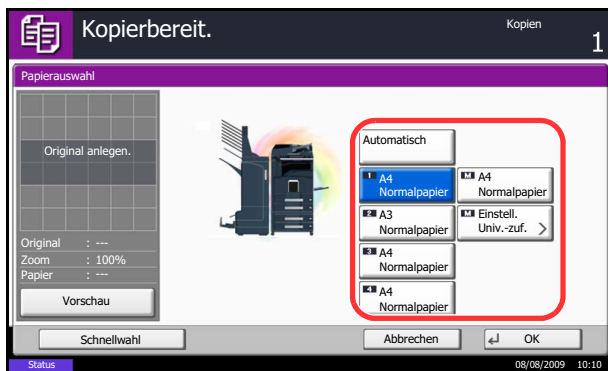 Kopierbereit.
Kopien
1
Papierauswahl
Original anlegen.
Original : ---
Zoom : 100%
Papier : ---
Vorschau
Automatisch
1 A4
Normalpapier
2 A3
Normalpapier
3 A4
Normalpapier
4 A4
Normalpapier
M A4
Normalpapier
M Einstell.
Univ.-zuf. >
Schnellwahl
Abbrechen
OK
Status
08/08/2009 10:10